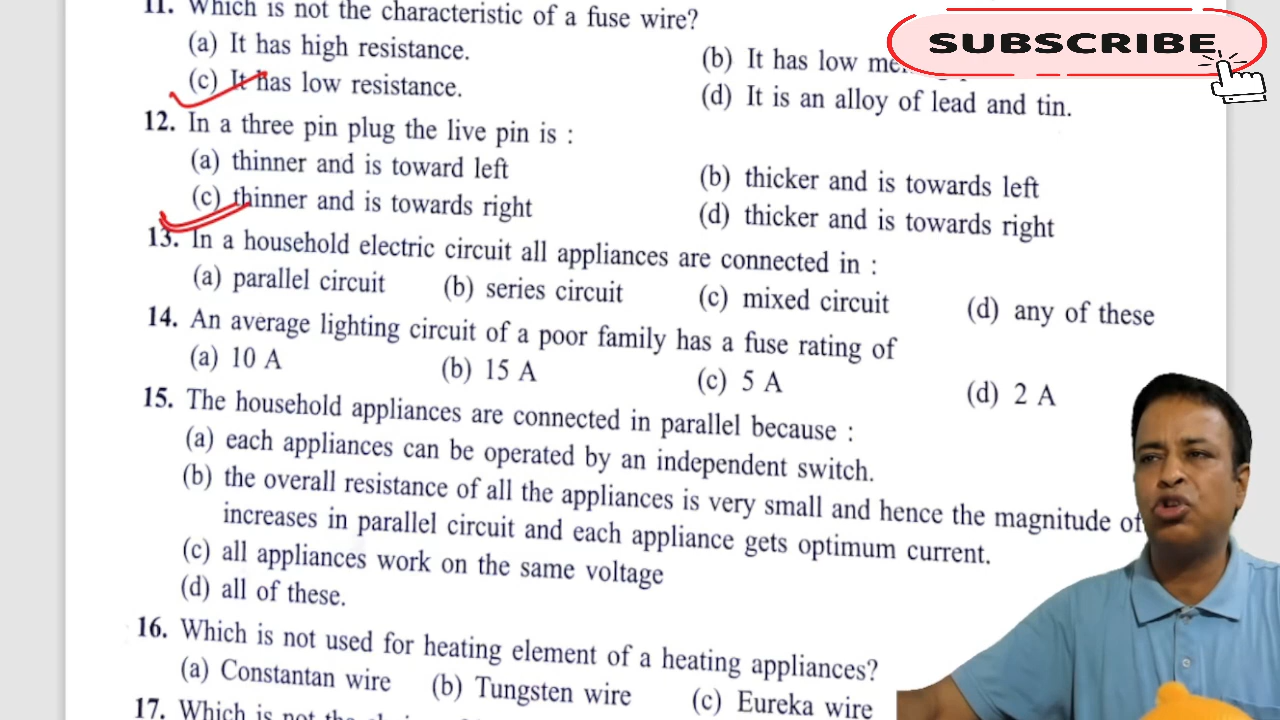 11. Which is not the characteristic of a fuse wire?
(a) It has high resistance.
(b) It has low
(c) It has low resistance.
(d) It is an alloy of lead and tin.
SUBSCRIBE
12. In a three pin plug the live pin is :
(a) thinner and is toward left
(b) thicker and is towards left
(c) thinner and is towards right
(d) thicker and is towards right
13. In a household electric circuit all appliances are connected in :
(a) parallel circuit (b) series circuit (c) mixed circuit (d) any of these
14. An average lighting circuit of a poor family has a fuse rating of
(a) 10 A (b) 15 A (c) 5 A (d) 2 A
15. The household appliances are connected in parallel because :
(a) each appliances can be operated by an independent switch.
(b) the overall resistance of all the appliances is very small and hence the magnitude of
increases in parallel circuit and each appliance gets optimum current.
(c) all appliances work on the same voltage
(d) all of these.
16. Which is not used for heating element of a heating appliances?
(a) Constantan wire (b) Tungsten wire (c) Eureka wire
17. Which is not the